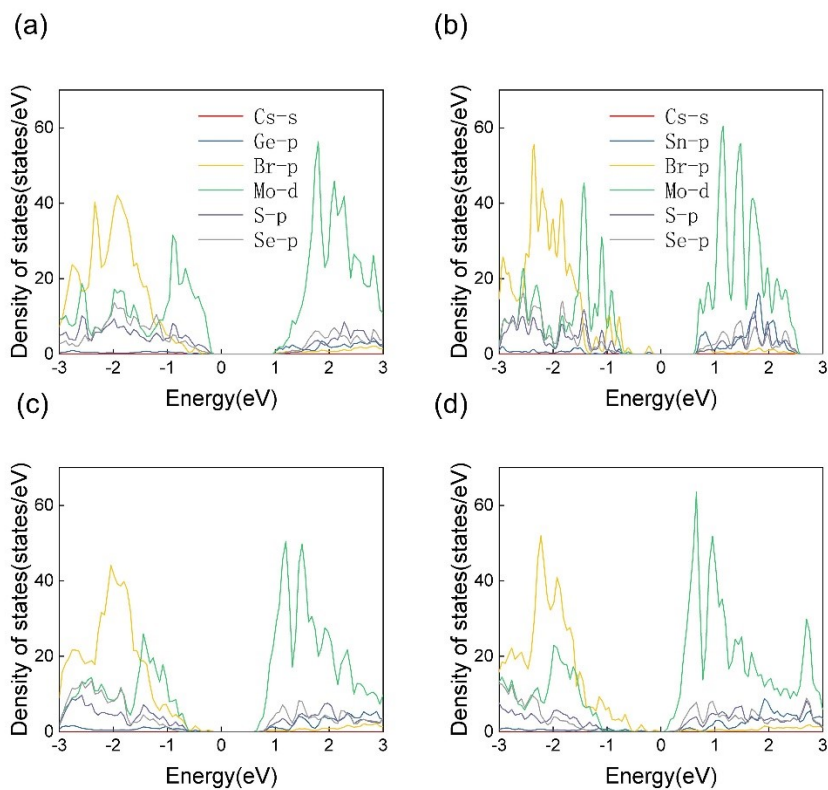 (a)
Density of states(states/eV)
60
40
20
0
Cs-s
Ge-p
Br-p
Mo-d
S-p
Se-p
-3 -2 -1 0 1 2 3
Energy(eV)
(b)
Density of states(states/eV)
60
40
20
0
Cs-s
Sn-p
Br-p
Mo-d
S-p
Se-p
-3 -2 -1 0 1 2 3
Energy(eV)
(c)
Density of states(states/eV)
60
40
20
0
-3 -2 -1 0 1 2 3
Energy(eV)
(d)
Density of states(states/eV)
60
40
20
0
-3 -2 -1 0 1 2 3
Energy(eV)